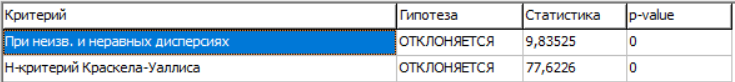 Критерий Гипотеза Статистика p-value
При неизв. и неравных дисперсиях ОТКЛОНЯЕТСЯ 9,83525 0
Н-критерий Краскела-Уаллиса ОТКЛОНЯЕТСЯ 77,6226 0